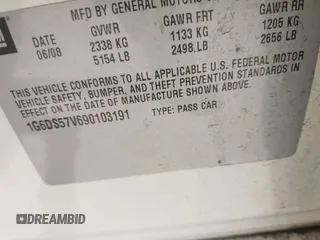 MFD BY GENERAL MOTORS
DATE GVWR GAWR FRT GAWR RR
06/08 2338 KG 1133 KG 1205 KG
5154 LB 2498 LB 2656 LB
THIS VEHICLE CONFORMS TO ALL APPLICABLE U.S. FEDERAL MOTOR
VEHICLE SAFETY, BUMPER, AND THEFT PREVENTION STANDARDS IN
EFFECT ON THE DATE OF MANUFACTURE SHOWN ABOVE.
1G6DS57V690103191 TYPE: PASS CAR
DREAMBID